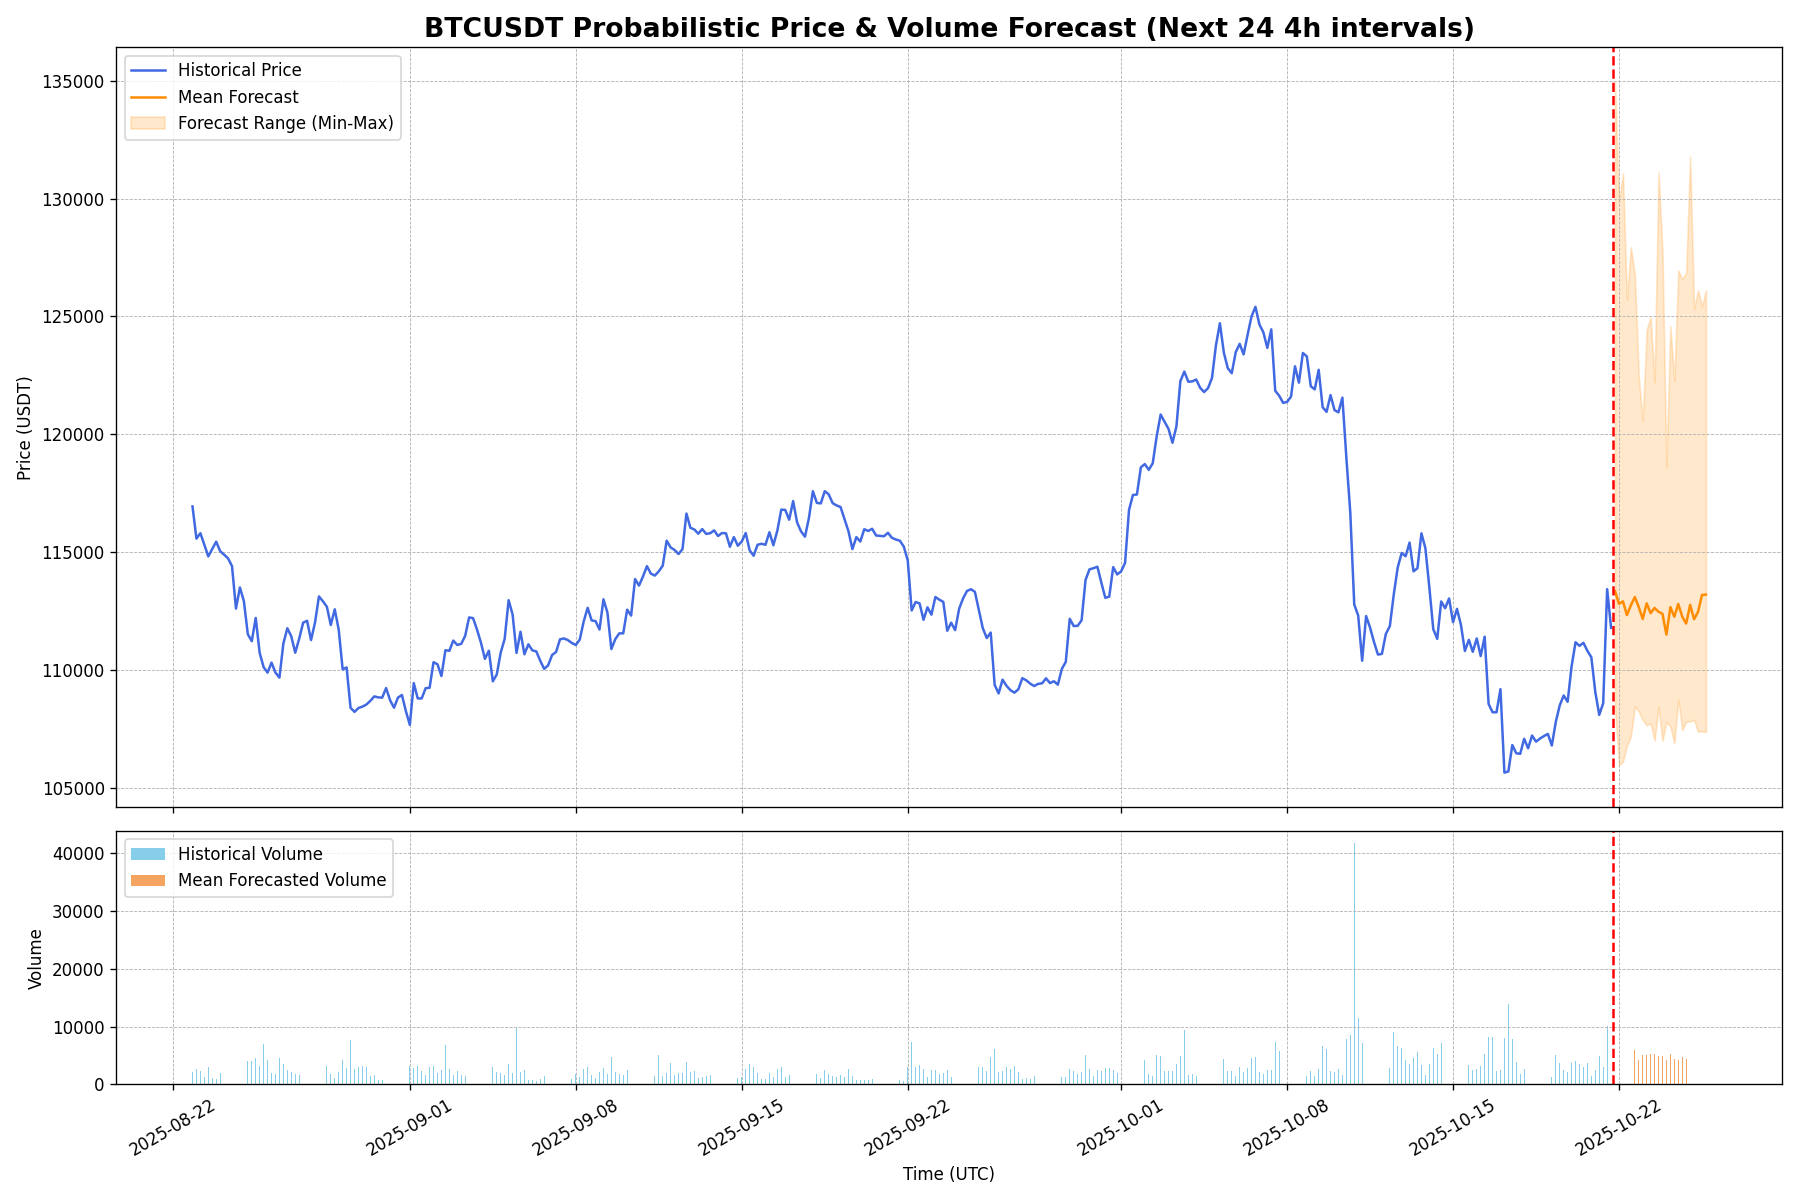 BTCUSDT Probabilistic Price & Volume Forecast (Next 24 4h intervals)
Historical Price
Mean Forecast
Forecast Range (Min-Max)
135000
130000
125000
120000
115000
110000
105000
Price (USDT)
Historical Volume
Mean Forecasted Volume
40000
30000
20000
10000
0
Volume
2025-08-22
2025-09-01
2025-09-08
2025-09-15
2025-09-22
2025-10-01
2025-10-08
2025-10-15
2025-10-22
Time (UTC)